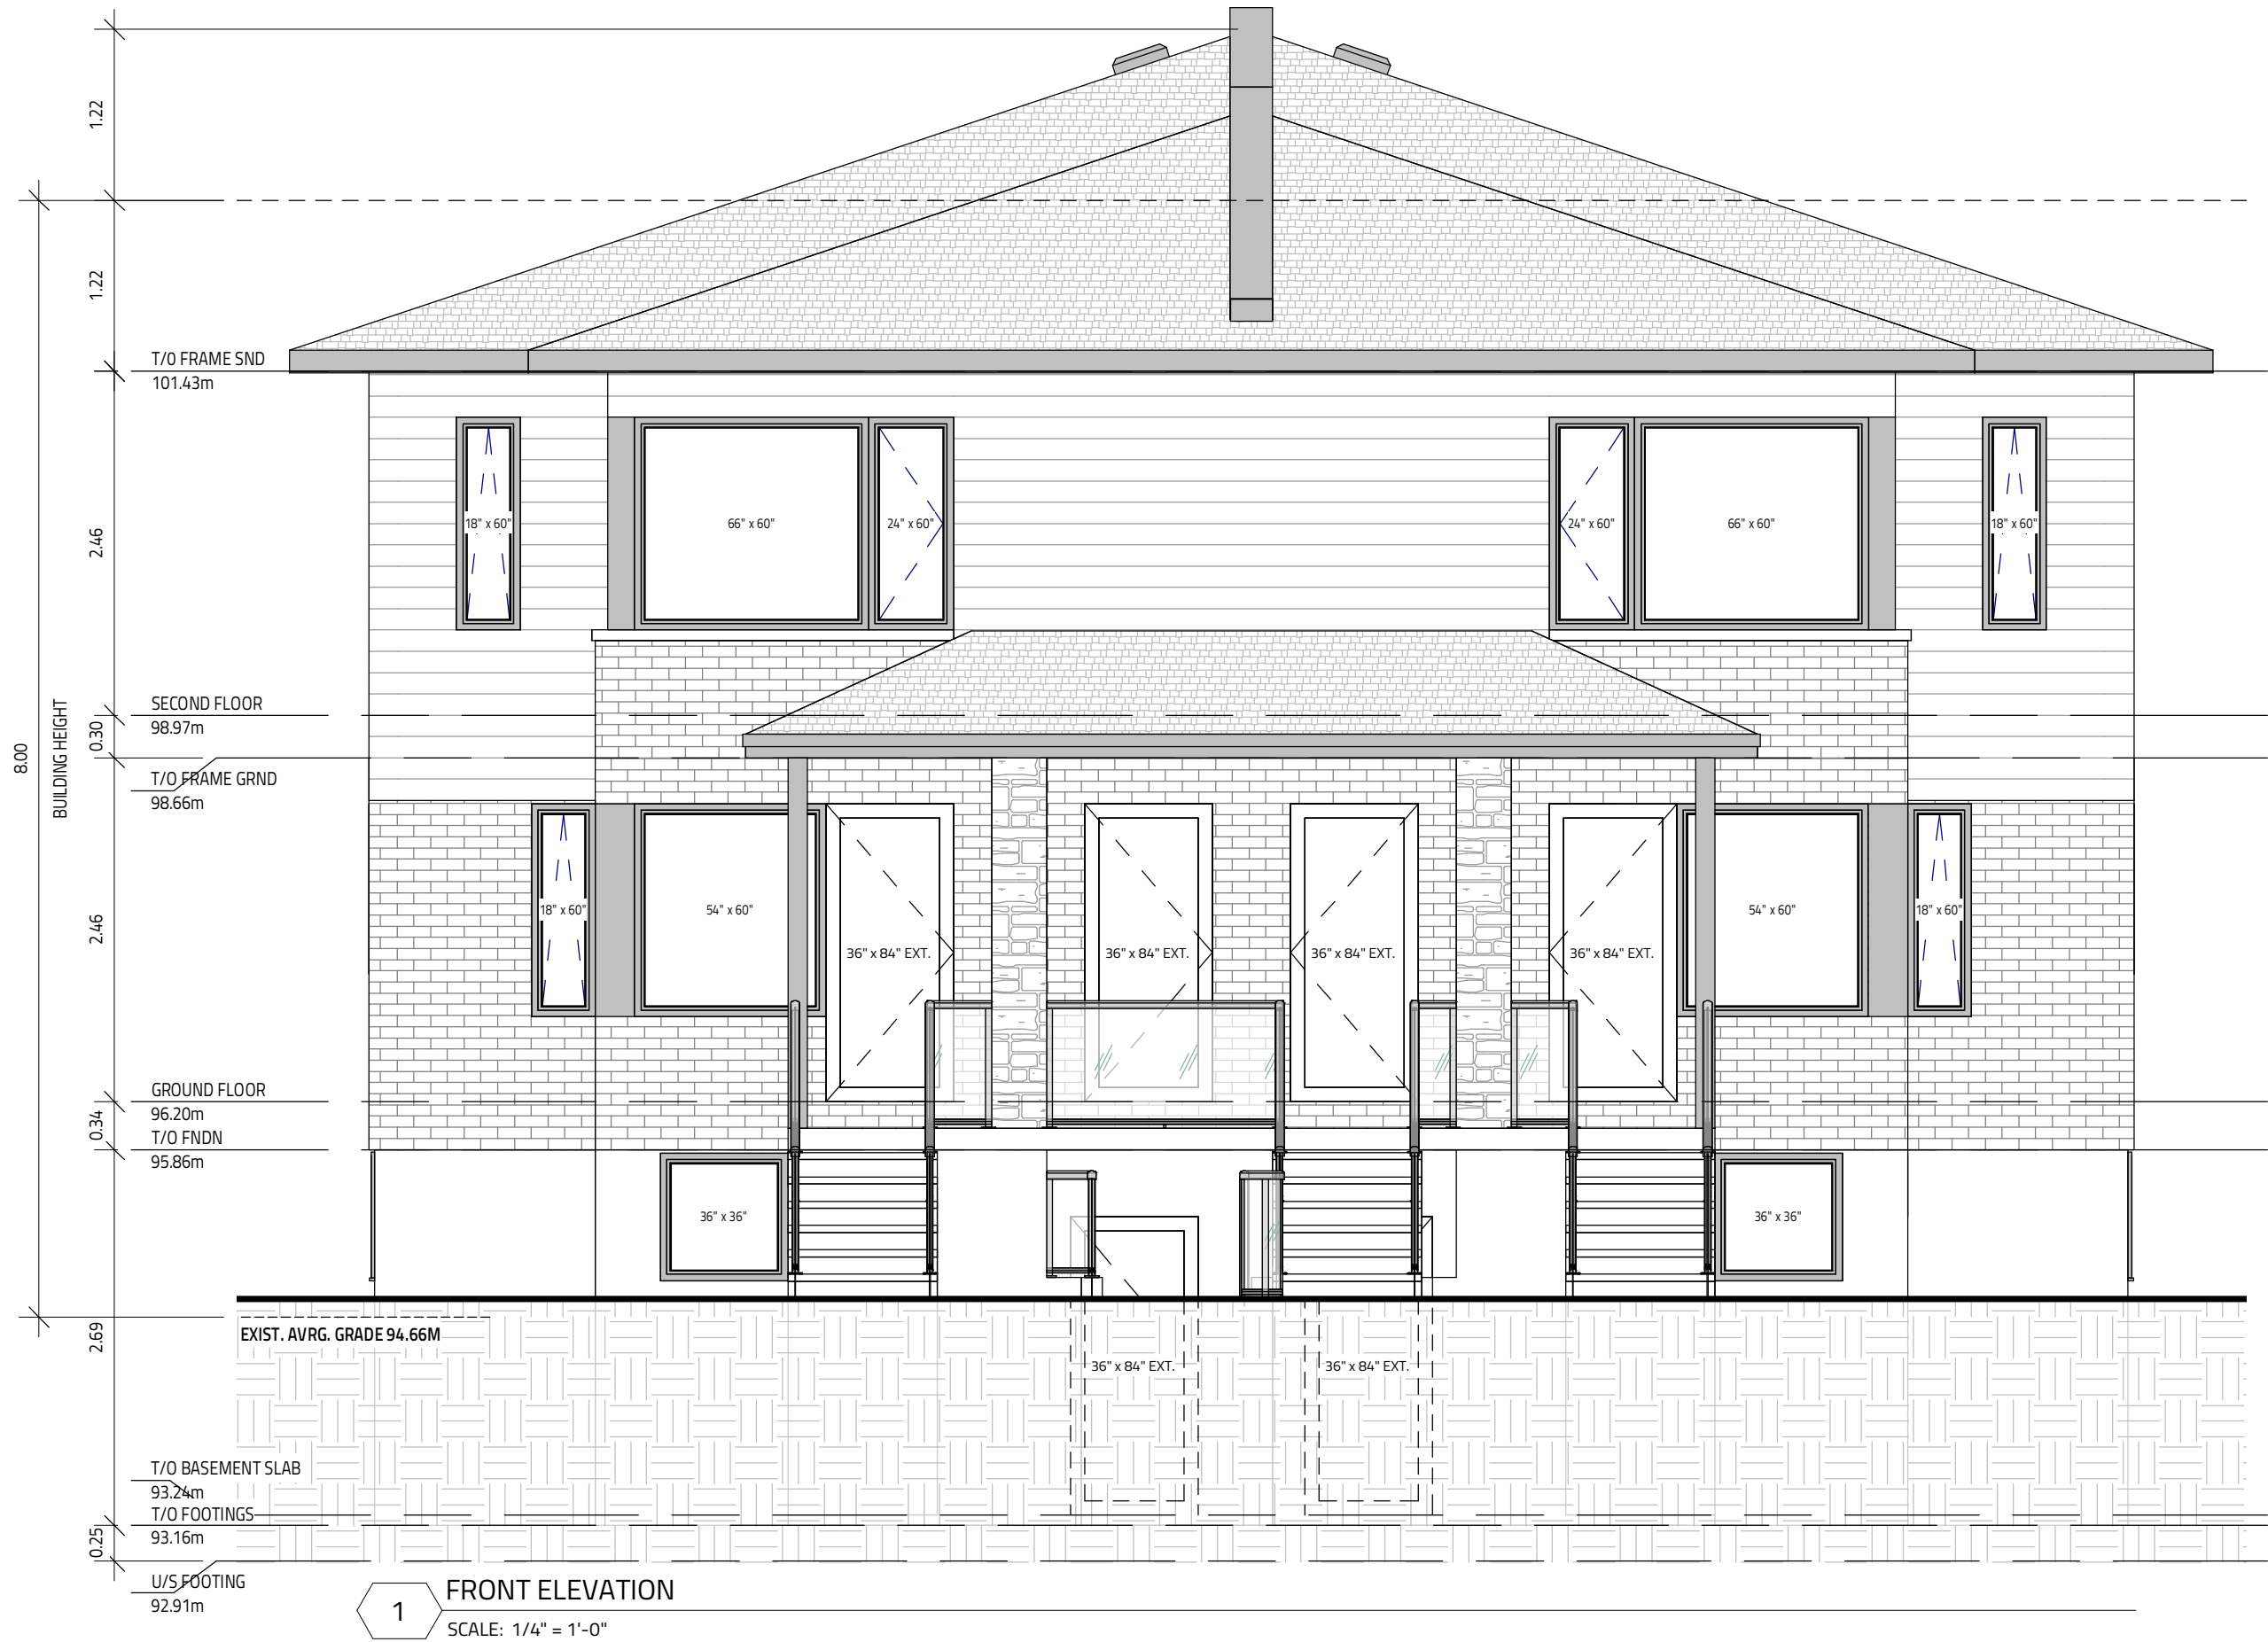 1.22
1.22
T/O FRAME SND
101.43m
18" x 60"
66" x 60"
24" x 60"
24" x 60"
66" x 60"
18" x 60"
2.46
SECOND FLOOR
98.97m
0.30
8.00
BUILDING HEIGHT
T/O FRAME GRND
98.66m
18" x 60"
54" x 60"
36" x 84" EXT.
36" x 84" EXT.
36" x 84" EXT.
36" x 84" EXT.
54" x 60"
18" x 60"
2.46
GROUND FLOOR
96.20m
0.34
T/O FNDN
95.86m
36" x 36"
36" x 36"
2.69
EXIST. AVRG. GRADE 94.66M
36" x 84" EXT.
36" x 84" EXT.
T/O BASEMENT SLAB
93.24m
T/O FOOTINGS
93.16m
0.25
U/S FOOTING
92.91m
1
FRONT ELEVATION
SCALE: 1/4" = 1'-0"